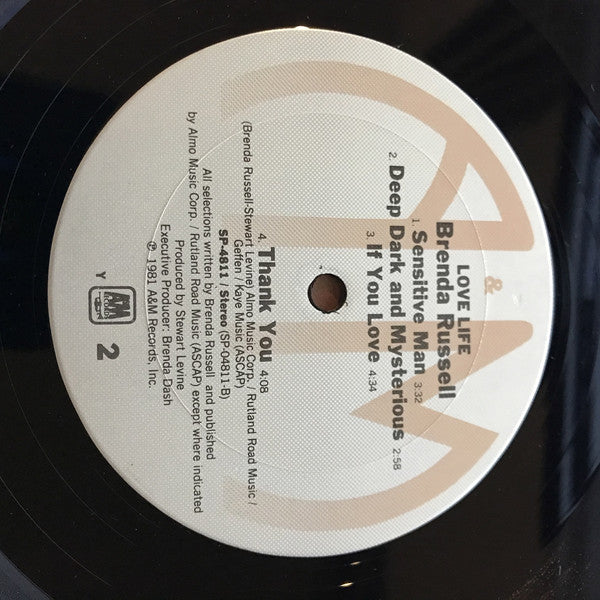 &
LOVE LIFE
Brenda Russell
1. Sensitive Man 3:32
2. Deep Dark and Mysterious 2:58
3. If You Love 4:34
4. Thank You 4:08
(Brenda Russell-Stewart Levine) Almo Music Corp. / Rutland Road Music /
Geffen / Kaye Music (ASCAP)
SP-4811 / Stereo (SP-04811-B)
All selections written by Brenda Russell and published
by Almo Music Corp. / Rutland Road Music (ASCAP) except where indicated
Produced by Stewart Levine
Executive Producer: Brenda Dash
℗ 1981 A&M Records, Inc.
Y
A&M
RECORDS
2